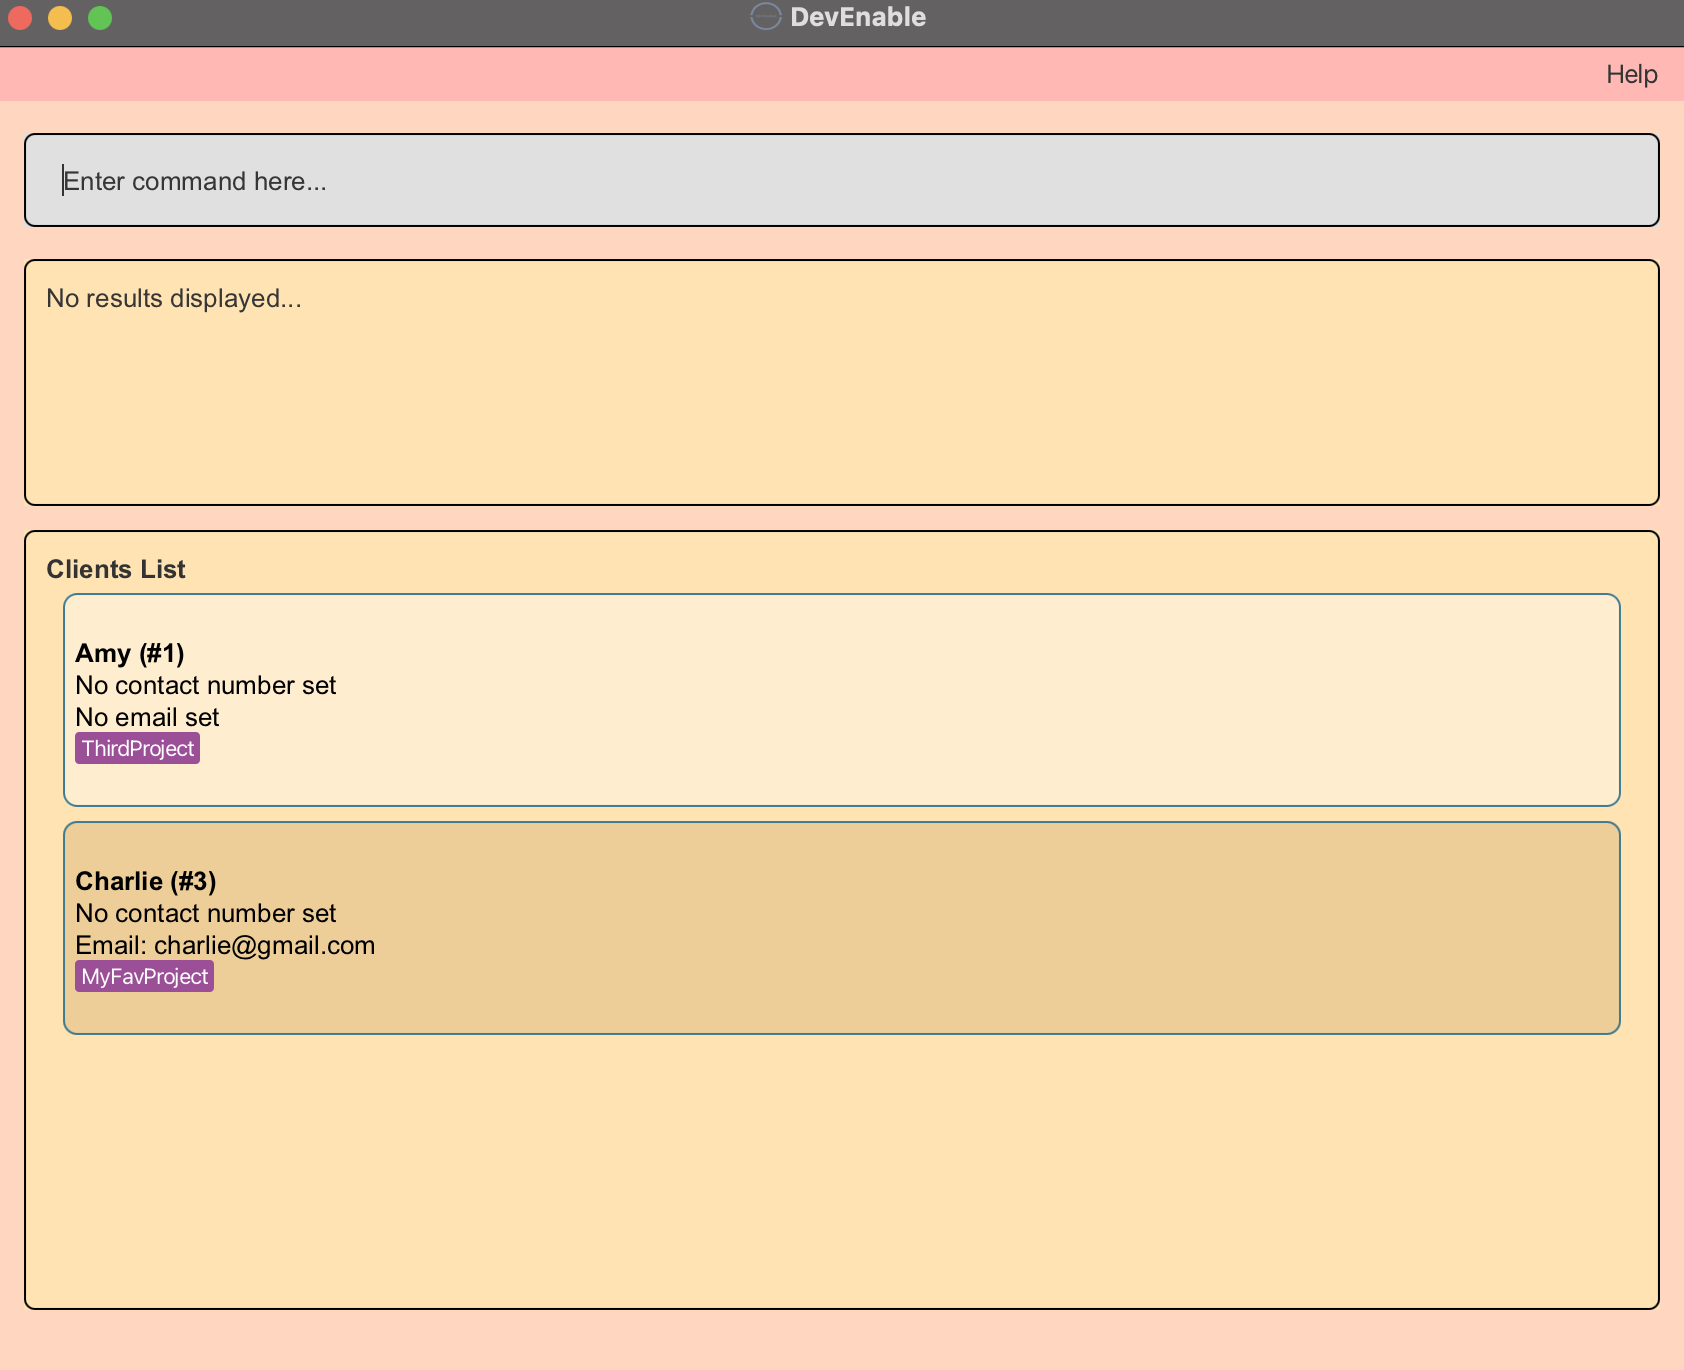 DevEnable
Help
Enter command here...
No results displayed...
Clients List
Amy (#1)
No contact number set
No email set
ThirdProject
Charlie (#3)
No contact number set
Email: charlie@gmail.com
MyFavProject